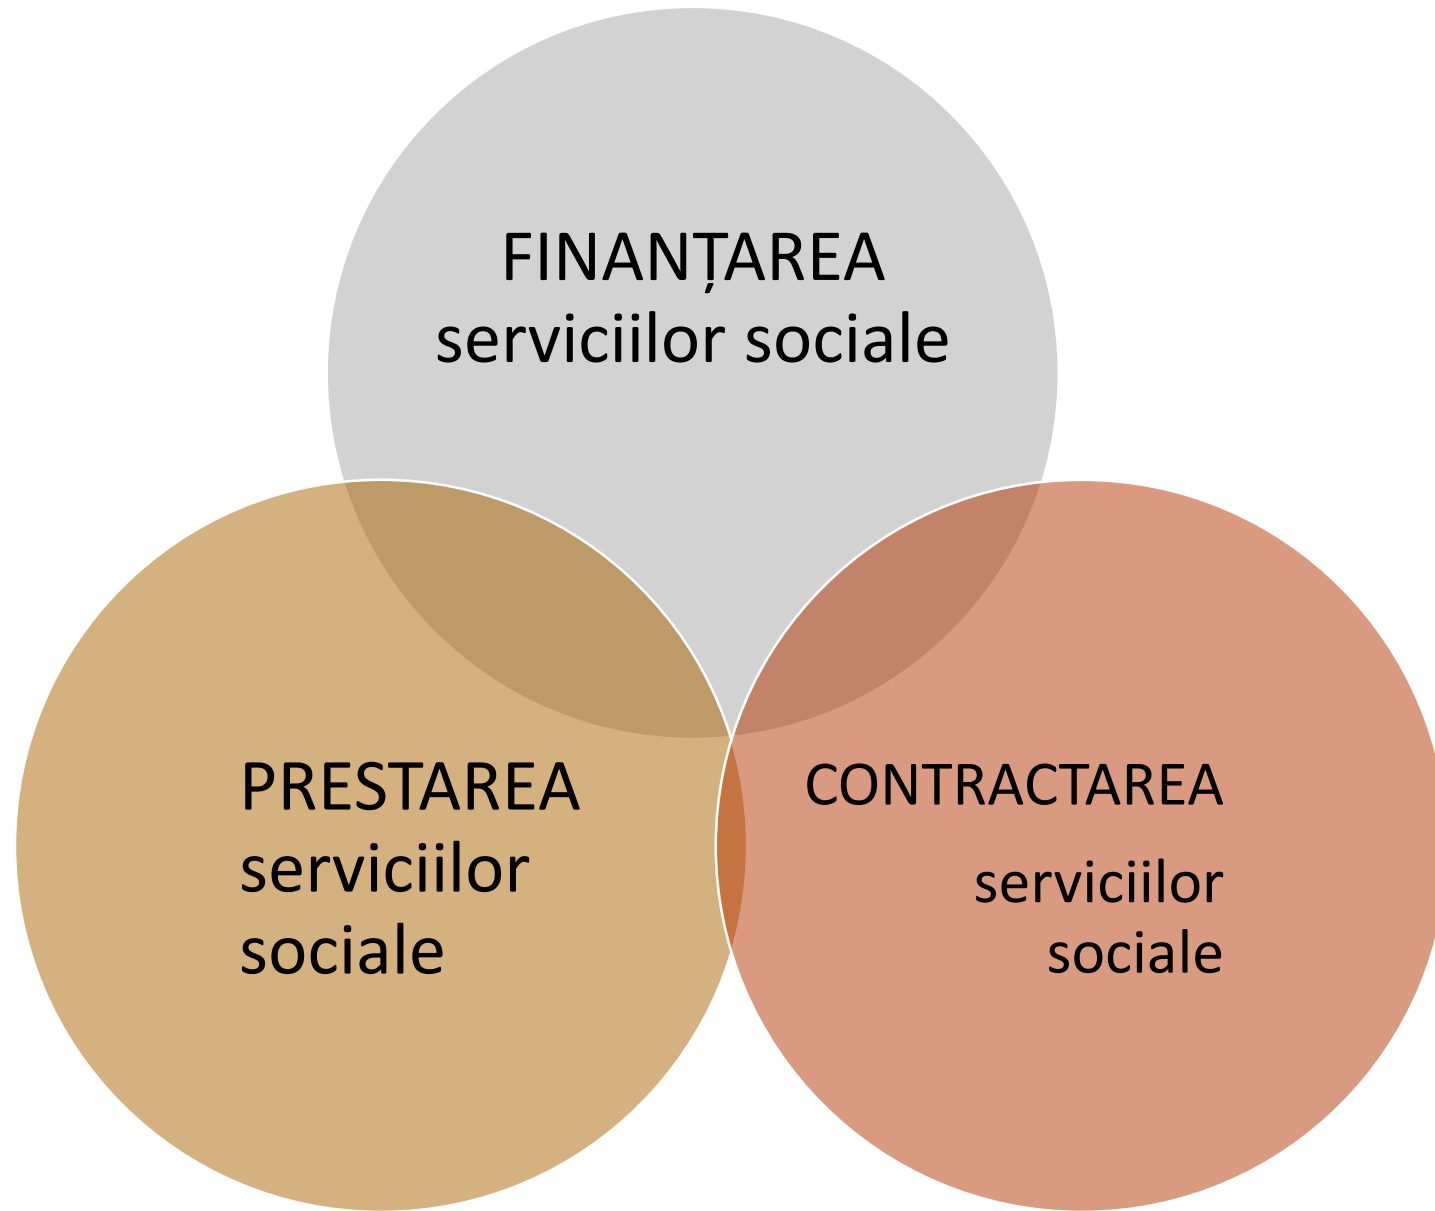 FINANȚAREA
serviciilor sociale
PRESTAREA
serviciilor
sociale
CONTRACTAREA
serviciilor
sociale